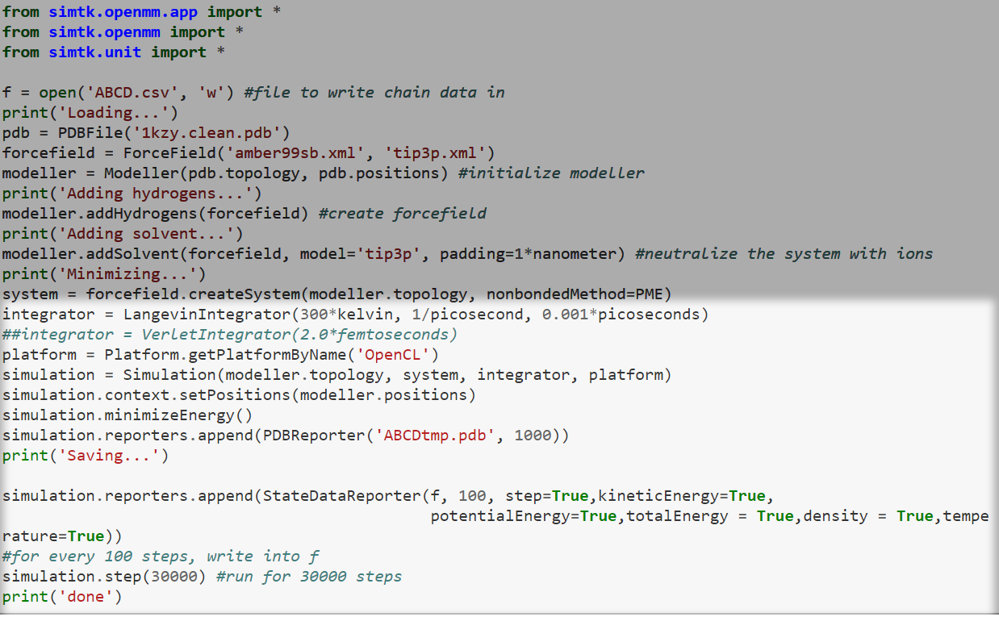 from simtk.openmm.app import *
from simtk.openmm import *
from simtk.unit import *
f = open('ABCD.csv', 'w') #file to write chain data in
print('Loading...')
pdb = PDBFile('1kzy.clean.pdb')
forcefield = ForceField('amber99sb.xml', 'tip3p.xml')
modeller = Modeller(pdb.topology, pdb.positions) #initialize modeller
print('Adding hydrogens...')
modeller.addHydrogens(forcefield) #create forcefield
print('Adding solvent...')
modeller.addSolvent(forcefield, model='tip3p', padding=1*nanometer) #neutralize the system with ions
print('Minimizing...')
system = forcefield.createSystem(modeller.topology, nonbondedMethod=PME)
integrator = LangevinIntegrator(300*kelvin, 1/picosecond, 0.001*picoseconds)
##integrator = VerletIntegrator(2.0*femtoseconds)
platform = Platform.getPlatformByName('OpenCL')
simulation = Simulation(modeller.topology, system, integrator, platform)
simulation.context.setPositions(modeller.positions)
simulation.minimizeEnergy()
simulation.reporters.append(PDBReporter('ABCDtmp.pdb', 1000))
print('Saving...')
simulation.reporters.append(StateDataReporter(f, 100, step=True,kineticEnergy=True,
potentialEnergy=True,totalEnergy = True,density = True,tempe
rature=True))
#for every 100 steps, write into f
simulation.step(30000) #run for 30000 steps
print('done')